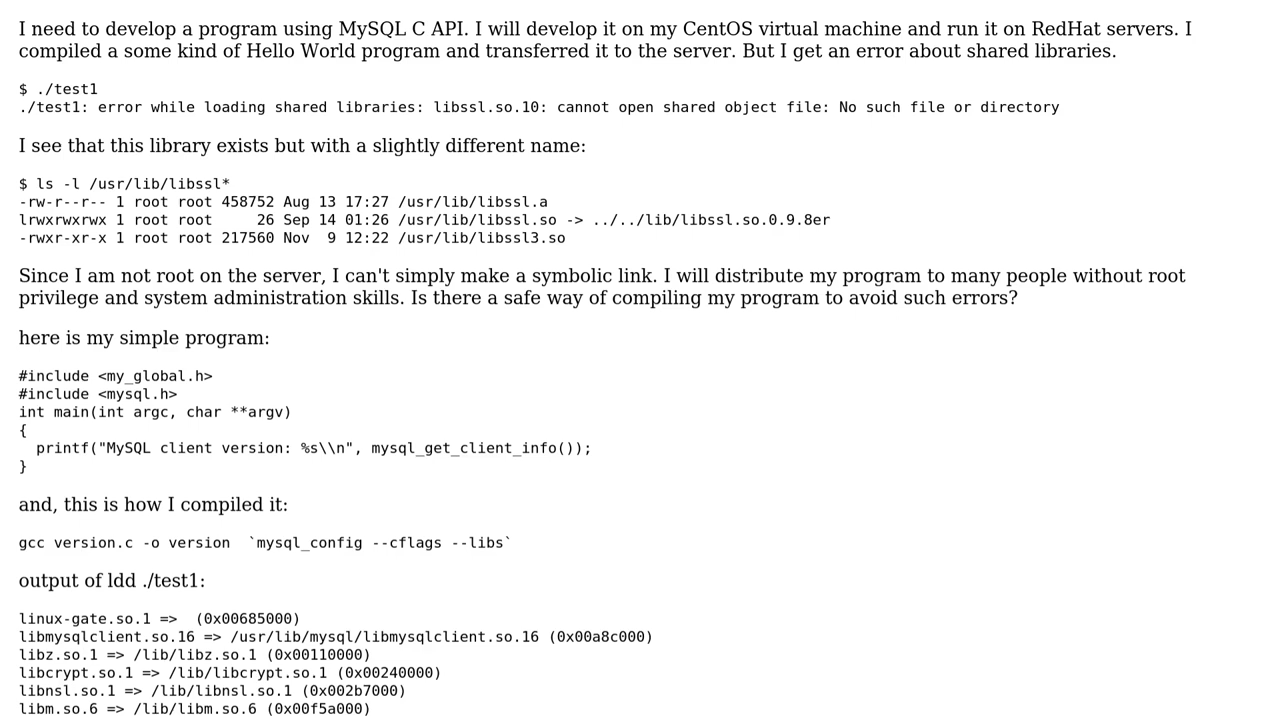 I need to develop a program using MySQL C API. I will develop it on my CentOS virtual machine and run it on RedHat servers. I
compiled a some kind of Hello World program and transferred it to the server. But I get an error about shared libraries.
$ ./test1
./test1: error while loading shared libraries: libssl.so.10: cannot open shared object file: No such file or directory
I see that this library exists but with a slightly different name:
$ ls -l /usr/lib/libssl*
-rw-r--r-- 1 root root 458752 Aug 13 17:27 /usr/lib/libssl.a
lrwxrwxrwx 1 root root     26 Sep 14 01:26 /usr/lib/libssl.so -> ../../lib/libssl.so.0.9.8er
-rwxr-xr-x 1 root root 217560 Nov  9 12:22 /usr/lib/libssl3.so
Since I am not root on the server, I can't simply make a symbolic link. I will distribute my program to many people without root
privilege and system administration skills. Is there a safe way of compiling my program to avoid such errors?
here is my simple program:
#include <my_global.h>
#include <mysql.h>
int main(int argc, char **argv)
{
  printf("MySQL client version: %s\\n", mysql_get_client_info());
}
and, this is how I compiled it:
gcc version.c -o version  `mysql_config --cflags --libs`
output of ldd ./test1:
linux-gate.so.1 =>  (0x00685000)
libmysqlclient.so.16 => /usr/lib/mysql/libmysqlclient.so.16 (0x00a8c000)
libz.so.1 => /lib/libz.so.1 (0x00110000)
libcrypt.so.1 => /lib/libcrypt.so.1 (0x00240000)
libnsl.so.1 => /lib/libnsl.so.1 (0x002b7000)
libm.so.6 => /lib/libm.so.6 (0x00f5a000)